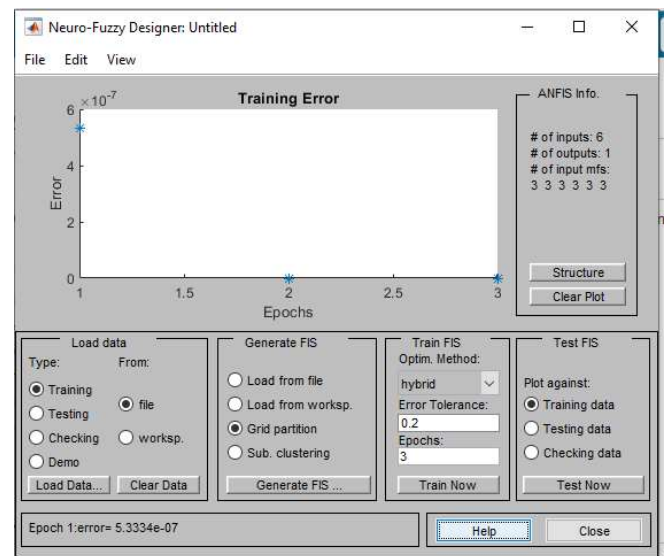 Neuro-Fuzzy Designer: Untitled
File Edit View
×10^-7
Training Error
6
4
2
0
Error
1 1.5 2 2.5 3
Epochs
ANFIS Info.
# of inputs: 6
# of outputs: 1
# of input mfs:
3 3 3 3 3 3
Structure
Clear Plot
Load data
Type: From:
Training
Testing
Checking
Demo
file
worksp.
Load Data... Clear Data
Generate FIS
Load from file
Load from worksp.
Grid partition
Sub. clustering
Generate FIS ...
Train FIS
Optim. Method:
hybrid
Error Tolerance:
0.2
Epochs:
3
Train Now
Test FIS
Plot against:
Training data
Testing data
Checking data
Test Now
Epoch 1:error= 5.3334e-07
Help Close